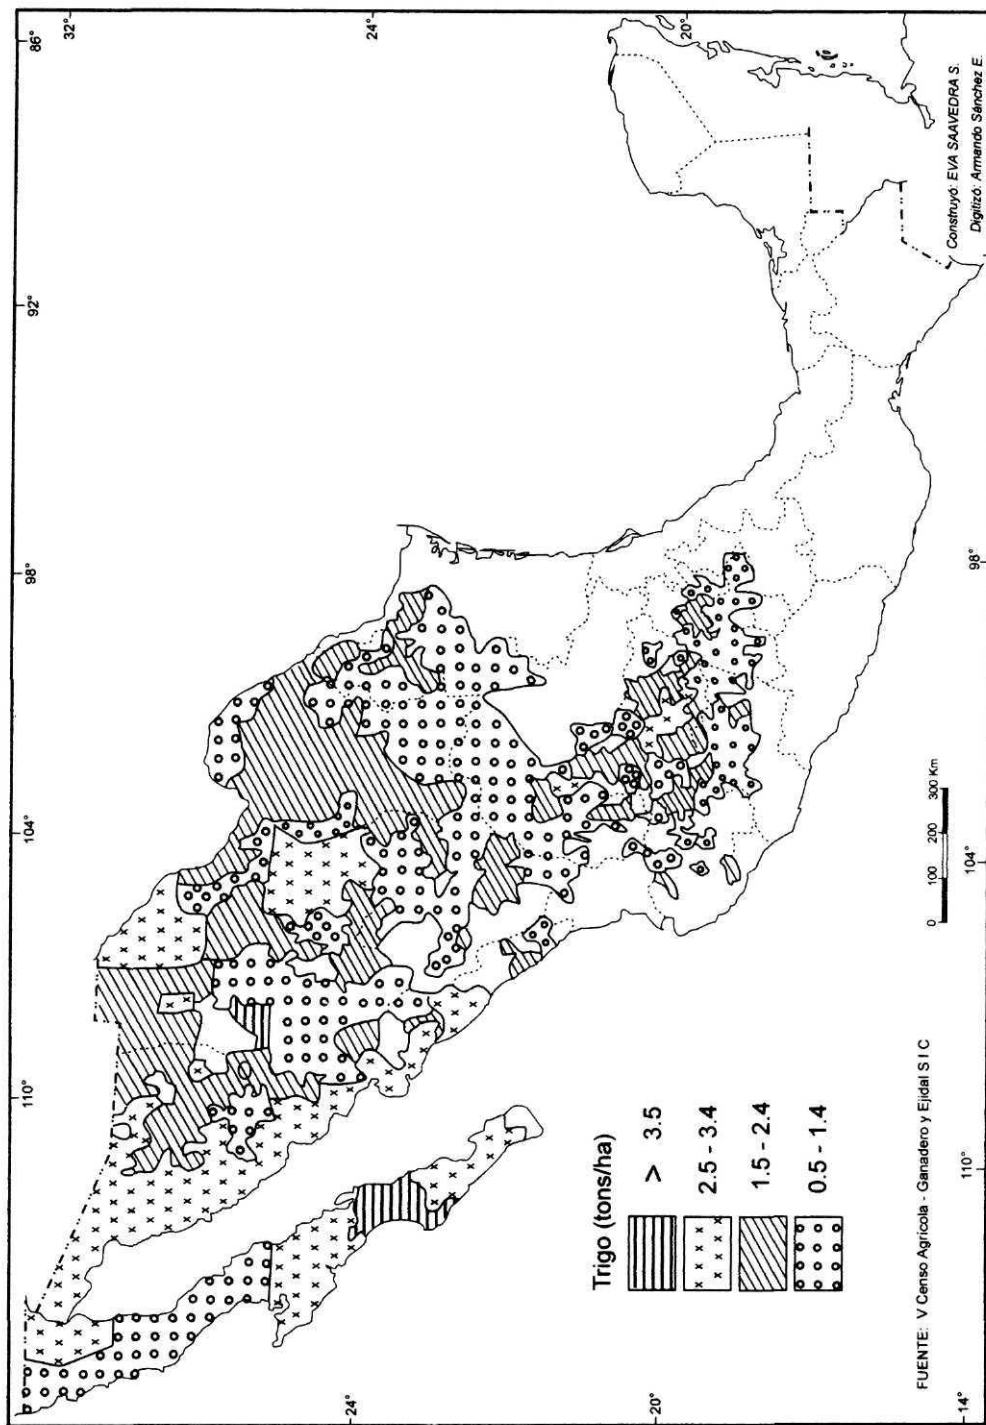 86°
92°
98°
104°
110°
32°
24°
20°
24°
20°
14°
110°
104°
98°
Trigo (tons/ha)
> 3.5
2.5 - 3.4
1.5 - 2.4
0.5 - 1.4
0 100 200 300 Km
FUENTE: V Censo Agrícola - Ganadero y Ejidal S I C
Construyó: EVA SAAVEDRA S.
Digitizó: Armando Sánchez E.